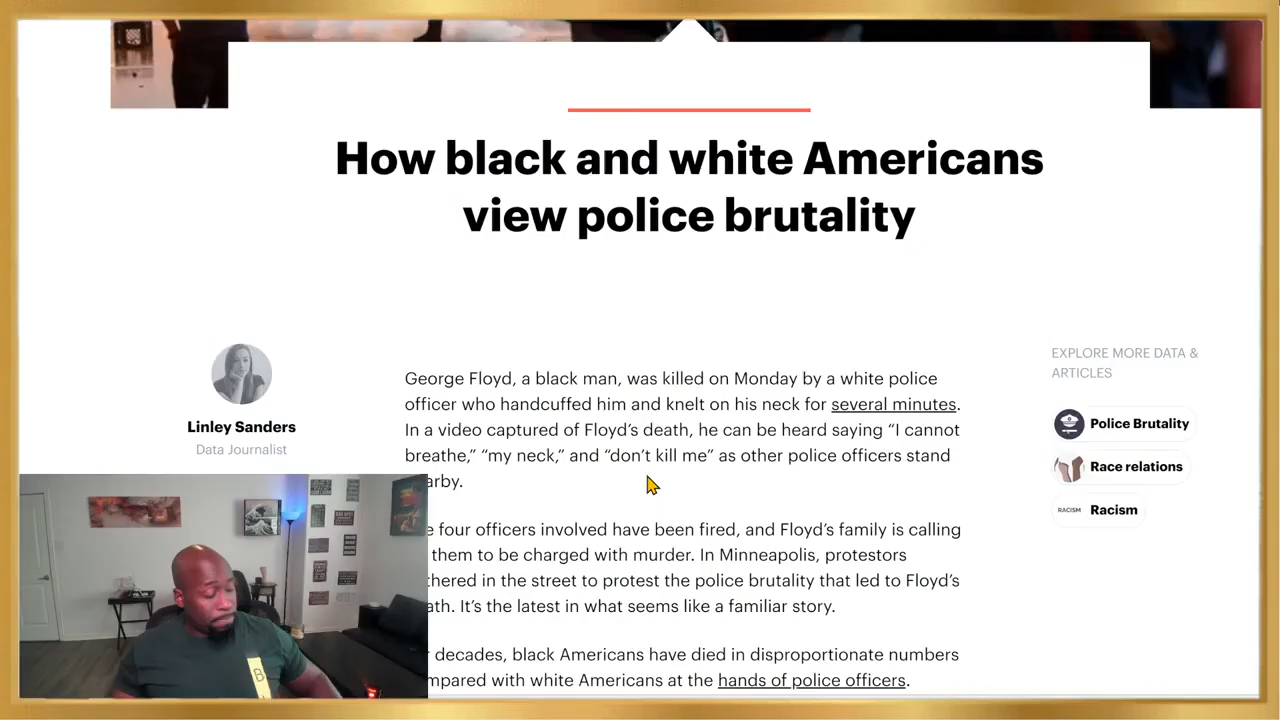 How black and white Americans
view police brutality
Linley Sanders
Data Journalist
George Floyd, a black man, was killed on Monday by a white police
officer who handcuffed him and knelt on his neck for several minutes.
In a video captured of Floyd’s death, he can be heard saying “I cannot
breathe,” “my neck,” and “don’t kill me” as other police officers stand
arby.
e four officers involved have been fired, and Floyd’s family is calling
them to be charged with murder. In Minneapolis, protestors
thered in the street to protest the police brutality that led to Floyd’s
ath. It’s the latest in what seems like a familiar story.
decades, black Americans have died in disproportionate numbers
mpared with white Americans at the hands of police officers.
EXPLORE MORE DATA &
ARTICLES
Police Brutality
Race relations
RACISM Racism